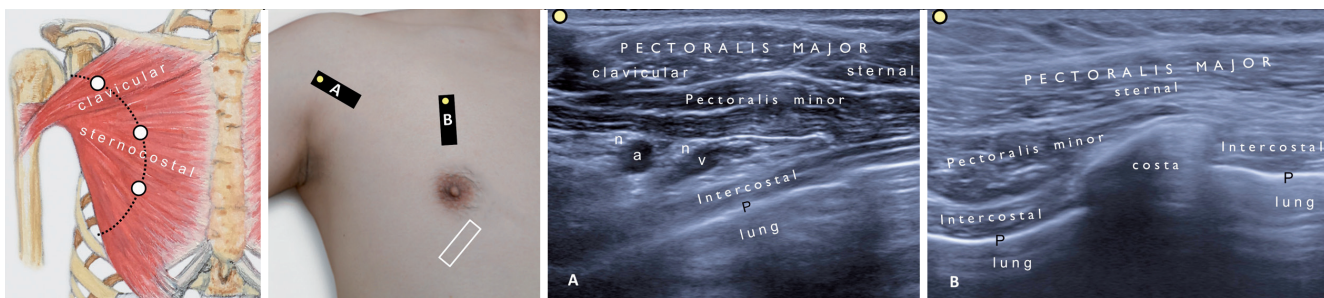 clavicular
sternocostal
A
B
PECTORALIS MAJOR
clavicular
sternal
Pectoralis minor
n
a
n
v
Intercostal
P
lung
A
PECTORALIS MAJOR
sternal
Pectoralis minor
costa
Intercostal
P
lung
Intercostal
P
lung
B